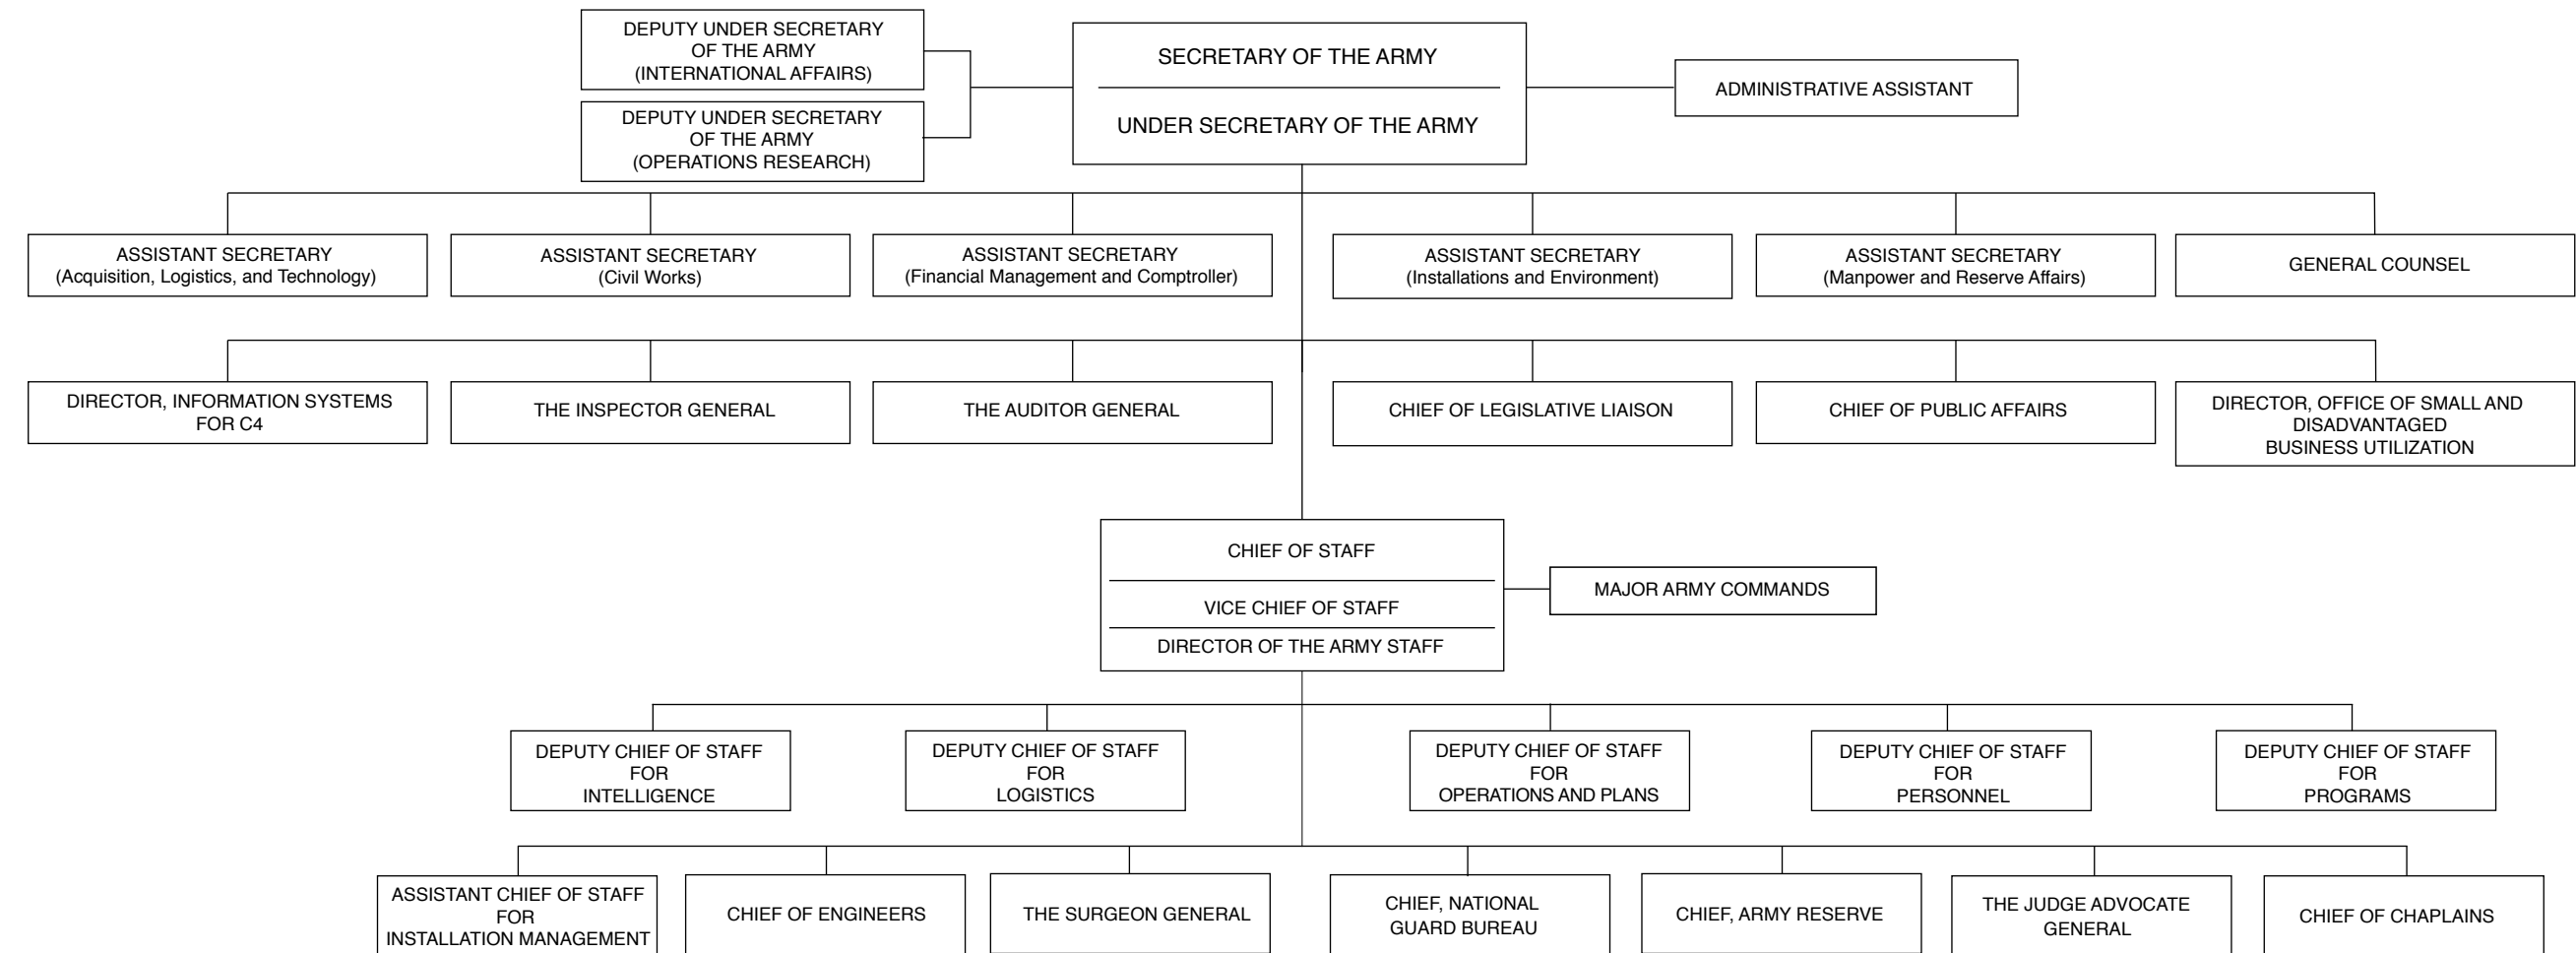 DEPUTY UNDER SECRETARY
OF THE ARMY
(INTERNATIONAL AFFAIRS)
DEPUTY UNDER SECRETARY
OF THE ARMY
(OPERATIONS RESEARCH)
SECRETARY OF THE ARMY
UNDER SECRETARY OF THE ARMY
ADMINISTRATIVE ASSISTANT
ASSISTANT SECRETARY
(Acquisition, Logistics, and Technology)
ASSISTANT SECRETARY
(Civil Works)
ASSISTANT SECRETARY
(Financial Management and Comptroller)
ASSISTANT SECRETARY
(Installations and Environment)
ASSISTANT SECRETARY
(Manpower and Reserve Affairs)
GENERAL COUNSEL
DIRECTOR, INFORMATION SYSTEMS
FOR C4
THE INSPECTOR GENERAL
THE AUDITOR GENERAL
CHIEF OF LEGISLATIVE LIAISON
CHIEF OF PUBLIC AFFAIRS
DIRECTOR, OFFICE OF SMALL AND
DISADVANTAGED
BUSINESS UTILIZATION
CHIEF OF STAFF
VICE CHIEF OF STAFF
DIRECTOR OF THE ARMY STAFF
MAJOR ARMY COMMANDS
DEPUTY CHIEF OF STAFF
FOR
INTELLIGENCE
DEPUTY CHIEF OF STAFF
FOR
LOGISTICS
DEPUTY CHIEF OF STAFF
FOR
OPERATIONS AND PLANS
DEPUTY CHIEF OF STAFF
FOR
PERSONNEL
DEPUTY CHIEF OF STAFF
FOR
PROGRAMS
ASSISTANT CHIEF OF STAFF
FOR
INSTALLATION MANAGEMENT
CHIEF OF ENGINEERS
THE SURGEON GENERAL
CHIEF, NATIONAL
GUARD BUREAU
CHIEF, ARMY RESERVE
THE JUDGE ADVOCATE
GENERAL
CHIEF OF CHAPLAINS